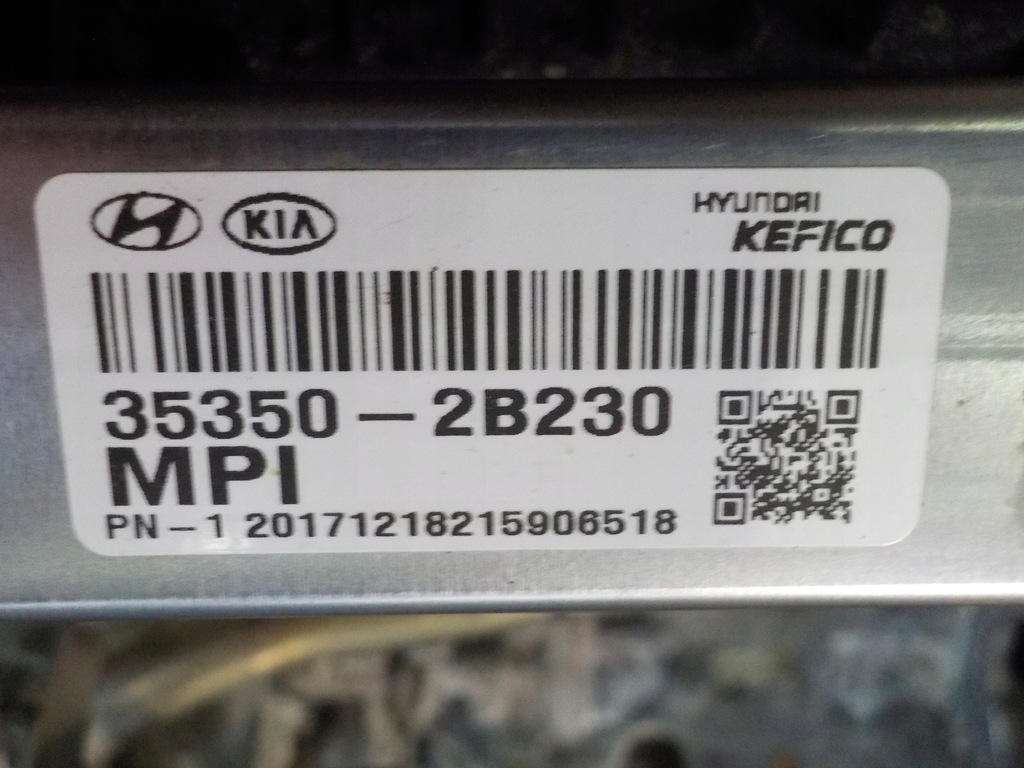 KIA
HYUNDAI
KEFICO
35350-2B230
MPI
PN-1 20171218215906518